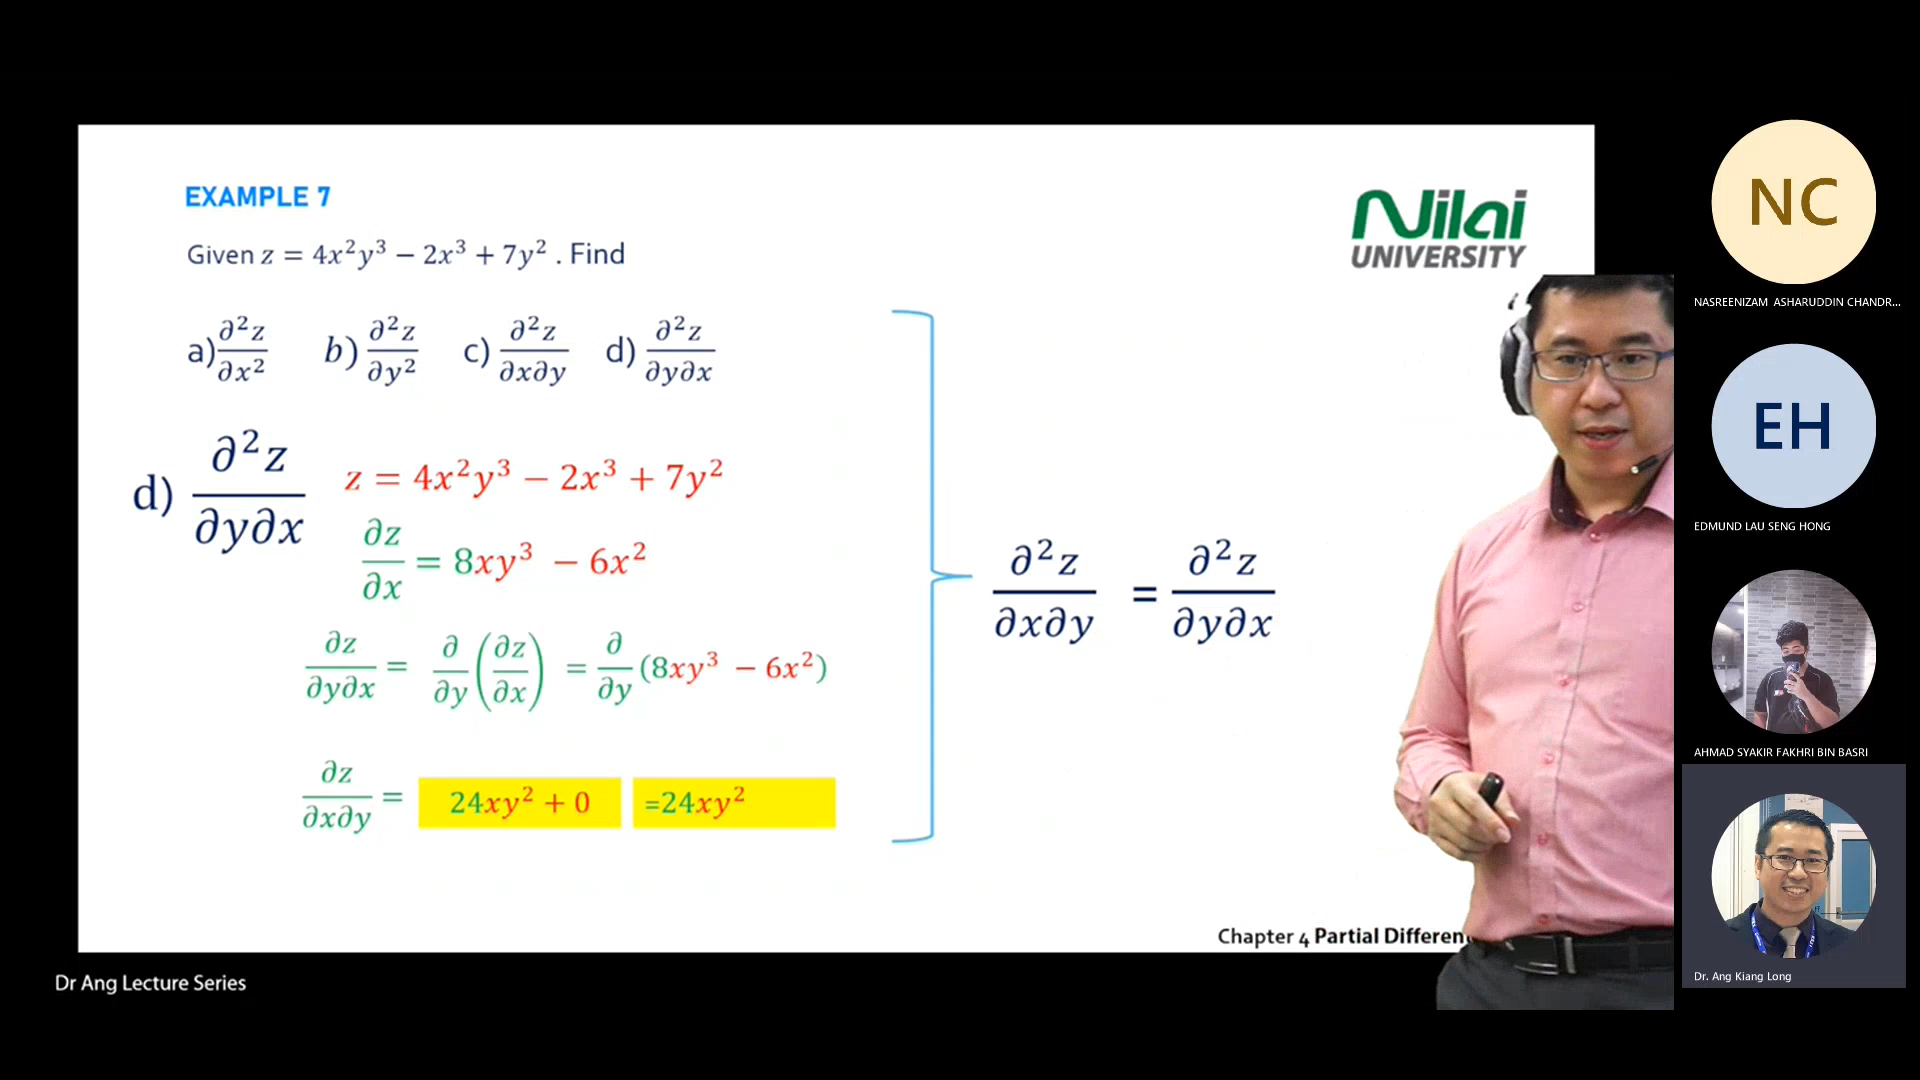 EXAMPLE 7
Given z = 4x²y³ − 2x³ + 7y² . Find
a) ∂²z/∂x² b) ∂²z/∂y² c) ∂²z/∂x∂y d) ∂²z/∂y∂x
d) ∂²z/∂y∂x
z = 4x²y³ − 2x³ + 7y²
∂z/∂x = 8xy³ − 6x²
∂z/∂y∂x = ∂/∂y (∂z/∂x) = ∂/∂y (8xy³ − 6x²)
∂z/∂x∂y = 24xy² + 0 =24xy²
∂²z/∂x∂y = ∂²z/∂y∂x
Nilai
UNIVERSITY
Chapter 4 Partial Differen
Dr Ang Lecture Series
NC
NASREENIZAM ASHARUDDIN CHANDR...
EH
EDMUND LAU SENG HONG
AHMAD SYAKIR FAKHRI BIN BASRI
Dr. Ang Kiang Long